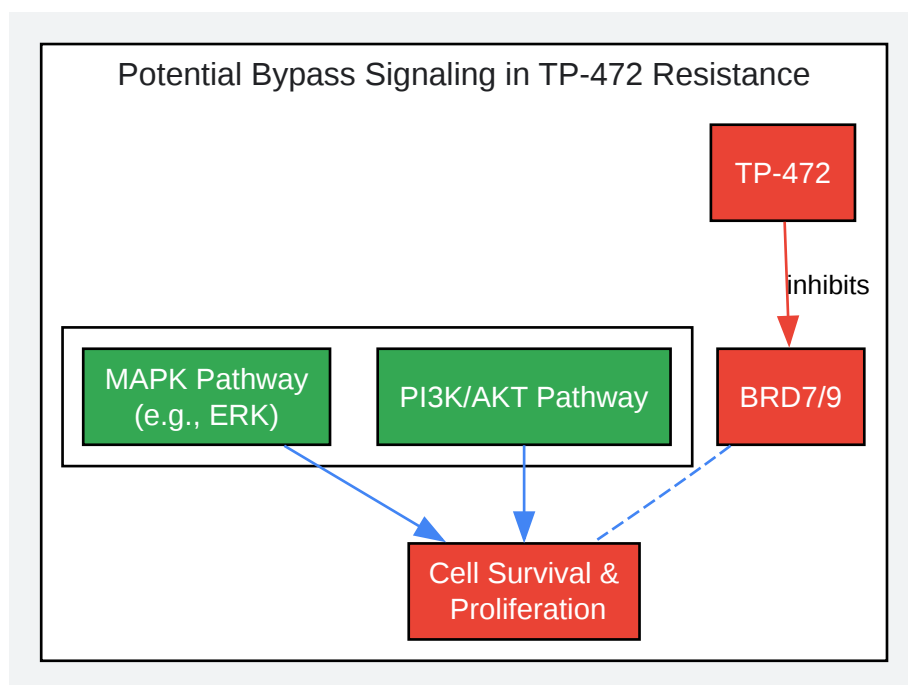 Potential Bypass Signaling in TP-472 Resistance
TP-472
inhibits
MAPK Pathway
(e.g., ERK)
PI3K/AKT Pathway
BRD7/9
Cell Survival &
Proliferation